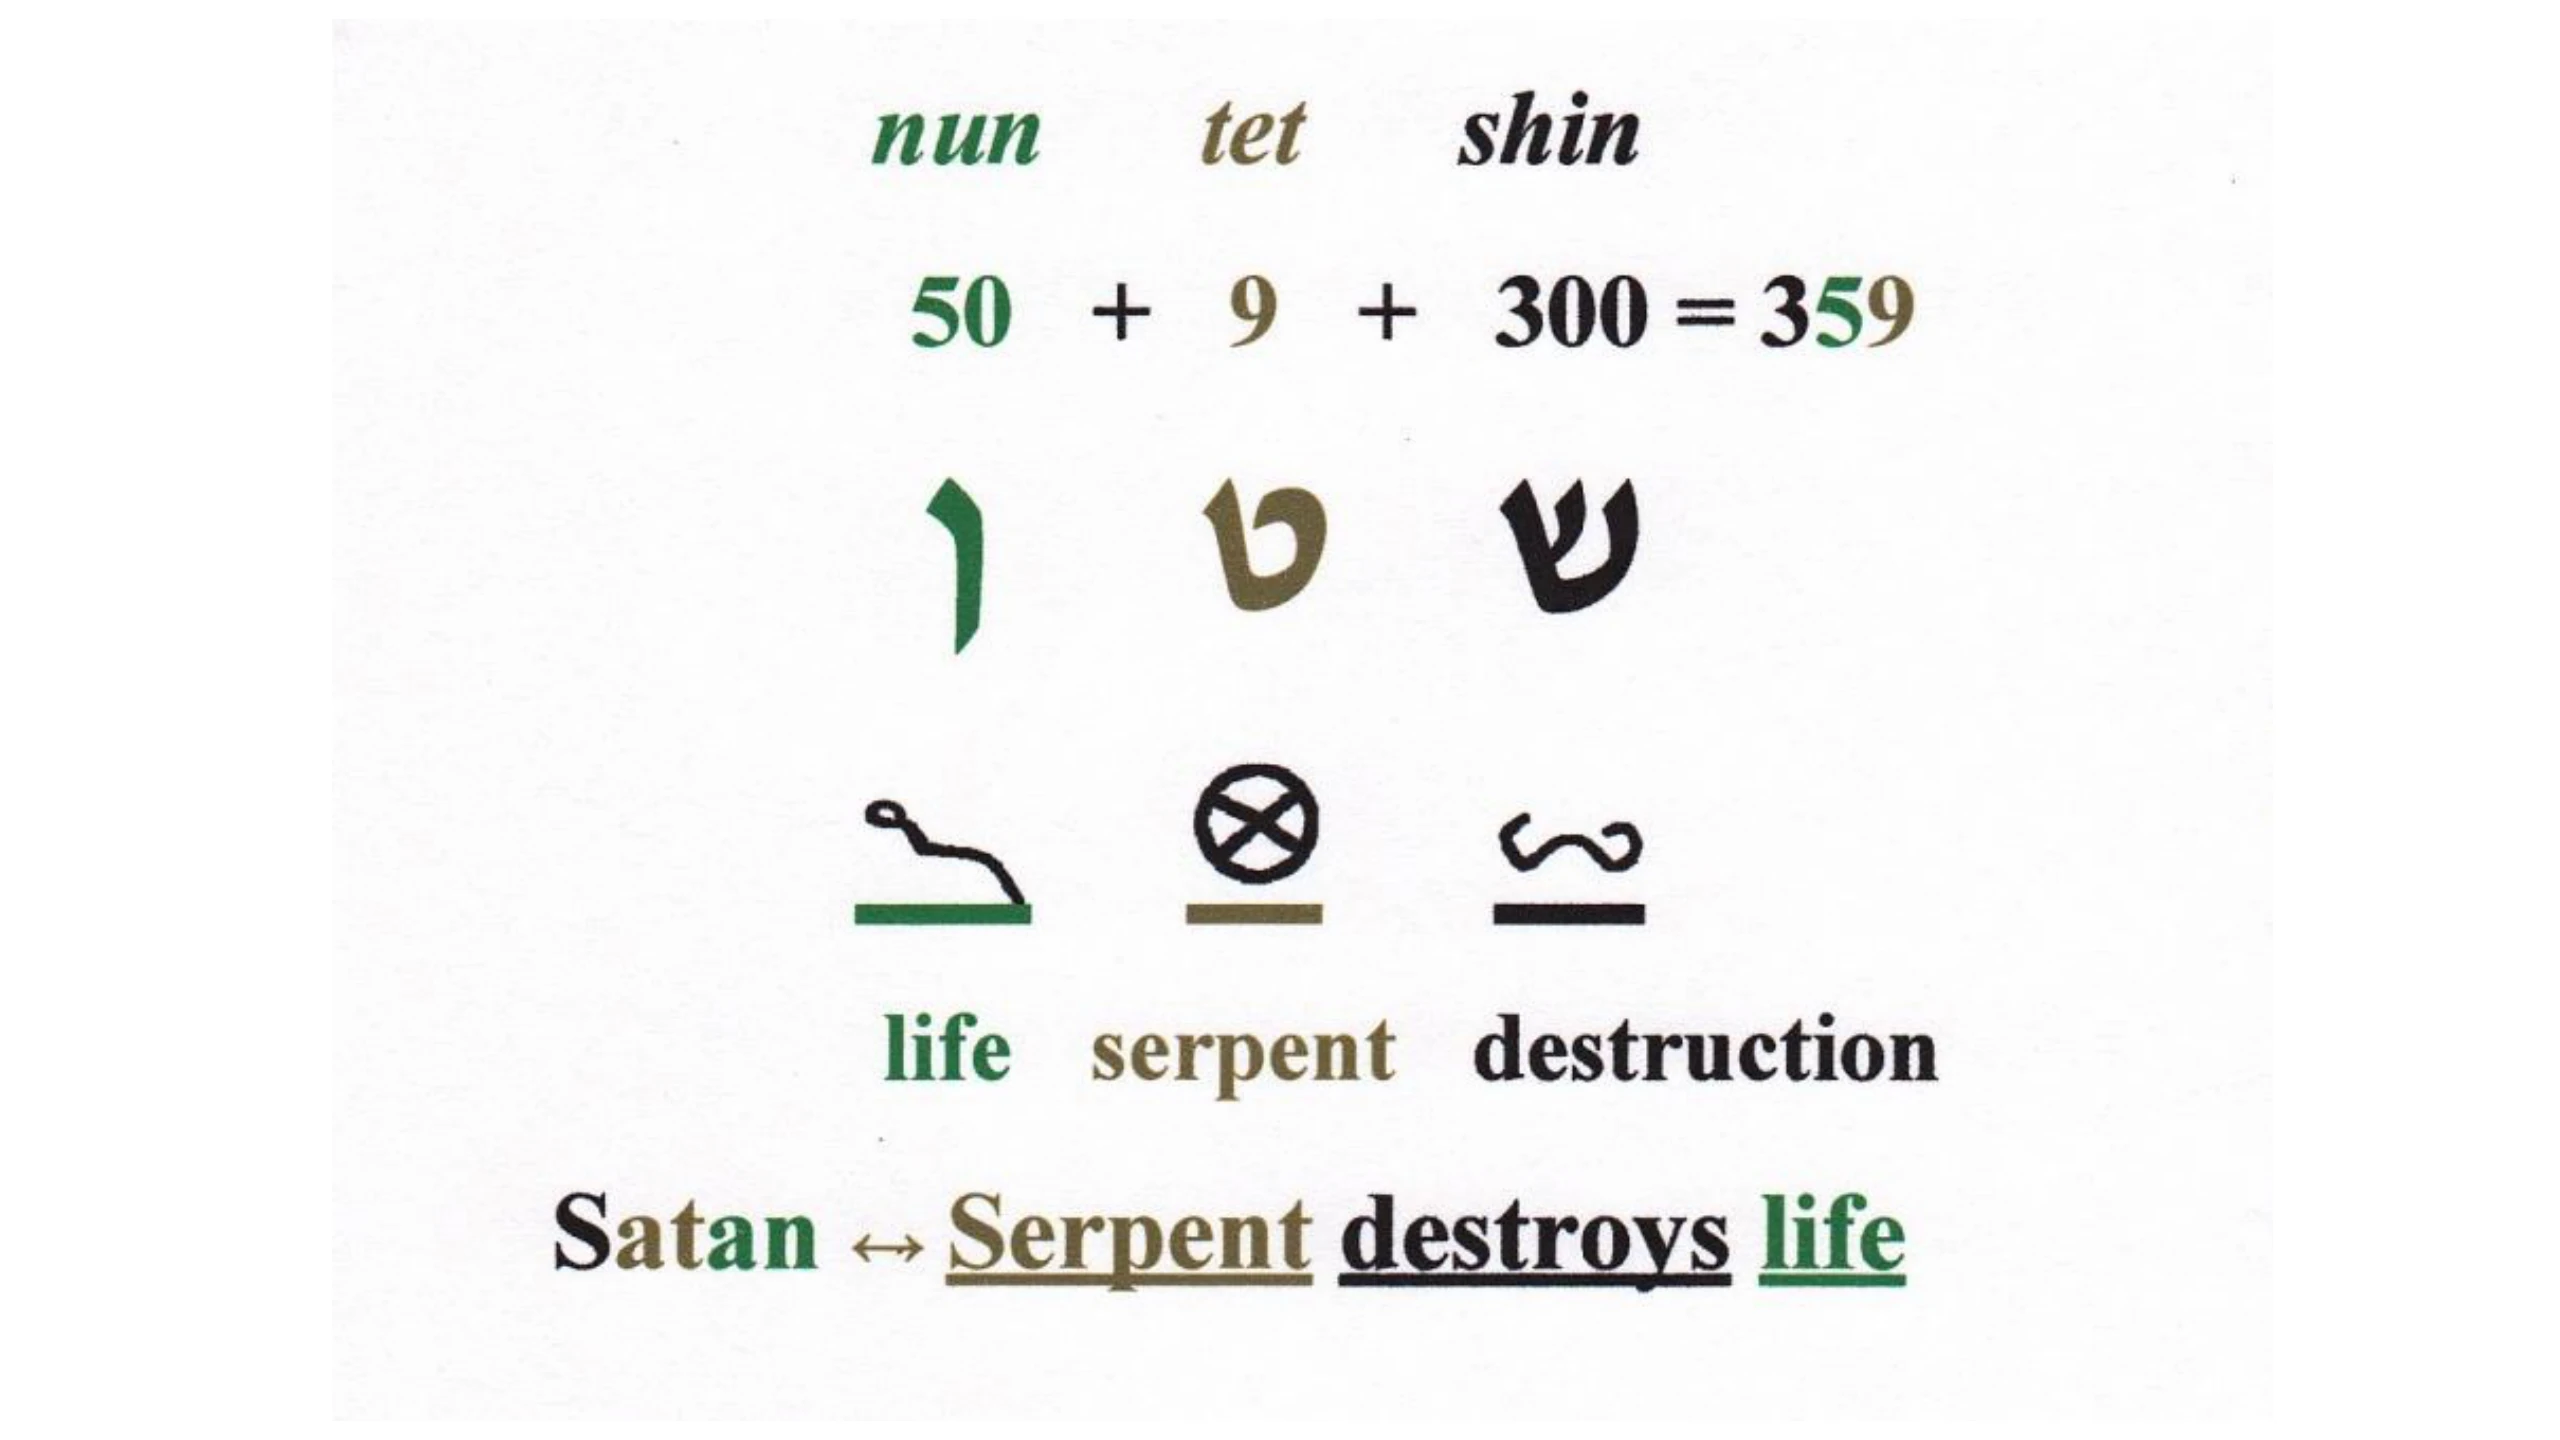 nun tet shin
50 + 9 + 300 = 359
ן ט ש
life serpent destruction
Satan ↔ Serpent destroys life